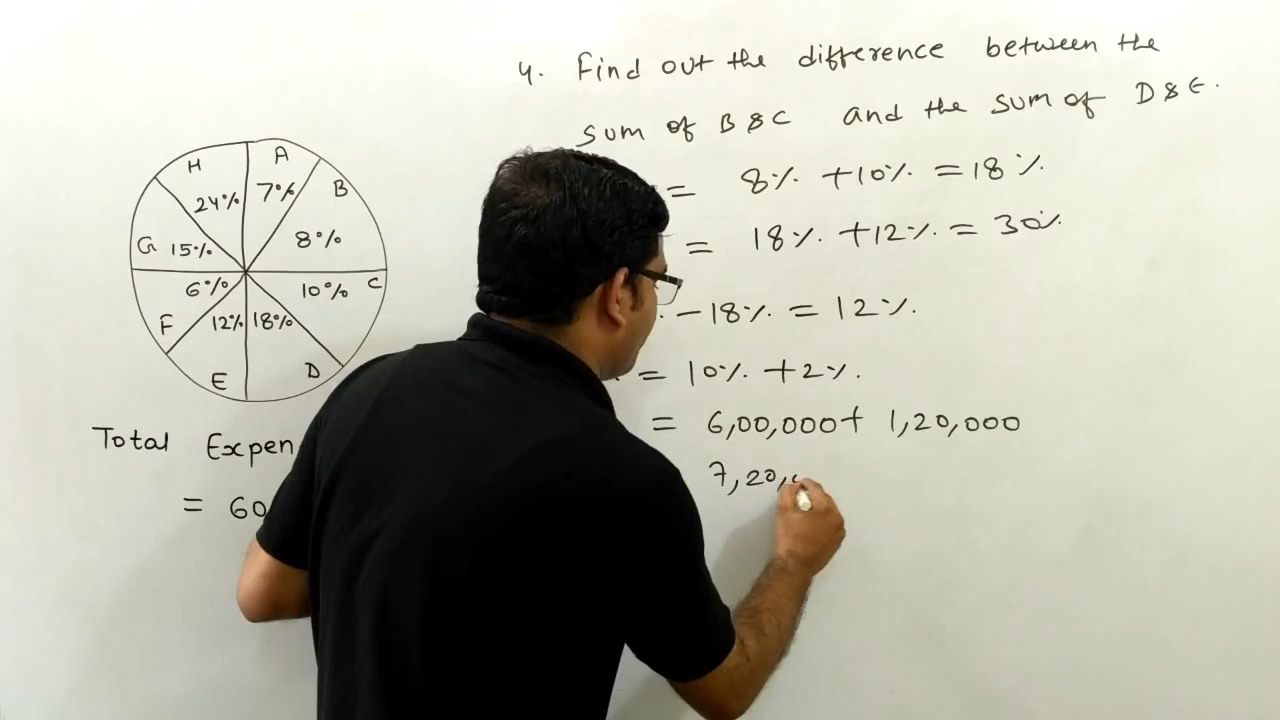 4. Find out the difference between the
sum of B & C and the sum of D & E.
= 8% + 10% = 18%
= 18% + 12% = 30%
- 18% = 12%.
= 10% + 2%.
= 6,00,000 + 1,20,000
7,20,
H
A
24%
7%
B
G
15%
8%
6%
10%
C
F
12%
18%
E
D
Total
= 60